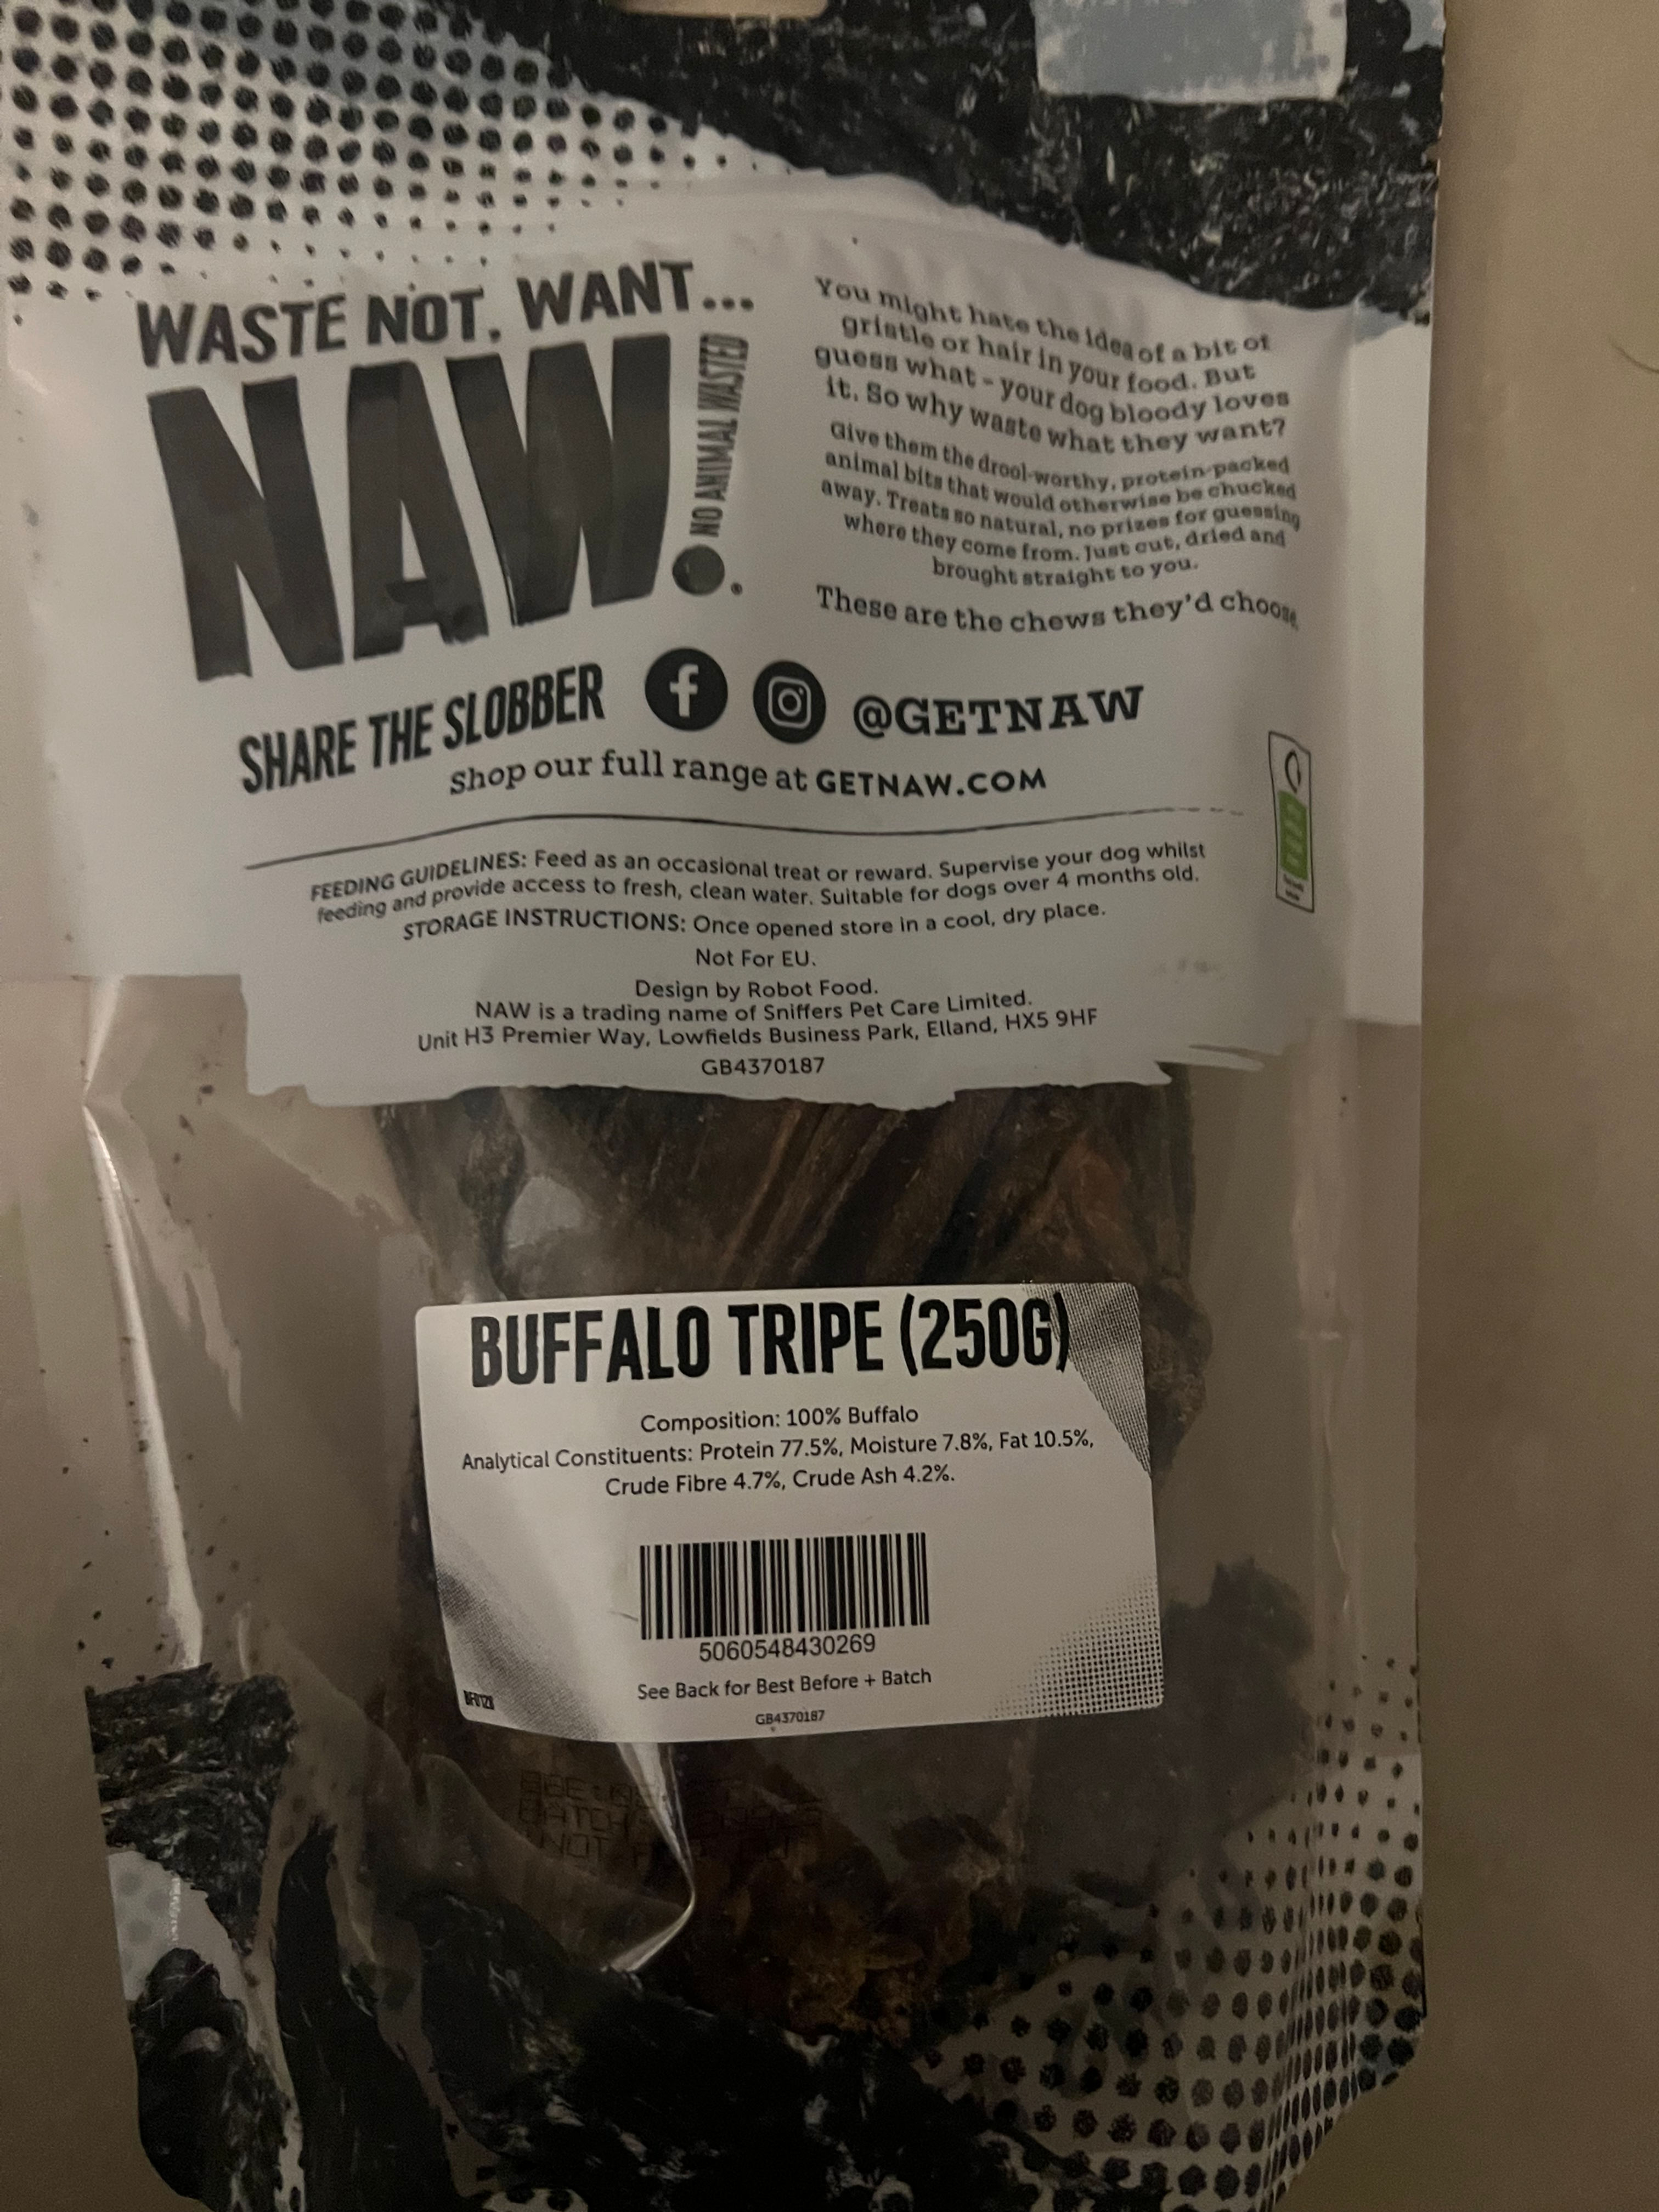 WASTE NOT, WANT...
NAW!
NO ANIMAL WASTED
You might hate the idea of a bit of
gristle or hair in your food. But
guess what - your dog bloody loves
it. So why waste what they want?
Give them the drool-worthy, protein-packed
animal bits that would otherwise be chucked
away. Treats so natural, no prizes for guessing
where they come from. Just cut, dried and
brought straight to you.
These are the chews they'd choose.
SHARE THE SLOBBER
@GETNAW
Shop our full range at GETNAW.COM
FEEDING GUIDELINES: Feed as an occasional treat or reward. Supervise your dog whilst
feeding and provide access to fresh, clean water. Suitable for dogs over 4 months old.
STORAGE INSTRUCTIONS: Once opened store in a cool, dry place.
Not For EU.
Design by Robot Food.
NAW is a trading name of Sniffers Pet Care Limited.
Unit H3 Premier Way, Lowfields Business Park, Elland, HX5 9HF
GB4370187
BUFFALO TRIPE (250G)
Composition: 100% Buffalo
Analytical Constituents: Protein 77.5%, Moisture 7.8%, Fat 10.5%,
Crude Fibre 4.7%, Crude Ash 4.2%.
5060548430269
See Back for Best Before + Batch
GB4370187